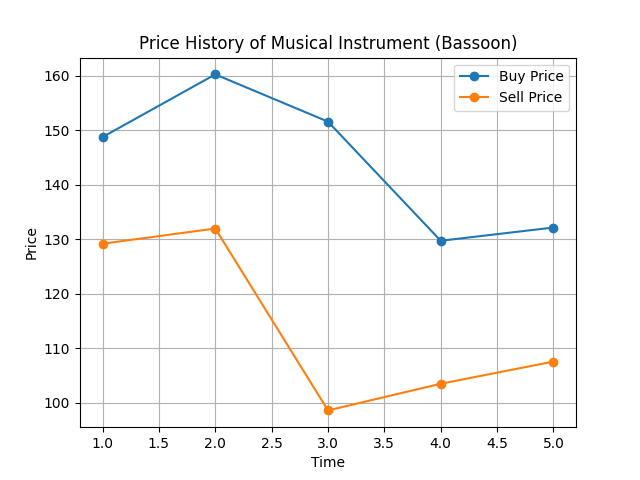 Price History of Musical Instrument (Bassoon)
Buy Price
Sell Price
160
150
140
130
120
110
100
Price
1.0 1.5 2.0 2.5 3.0 3.5 4.0 4.5 5.0
Time